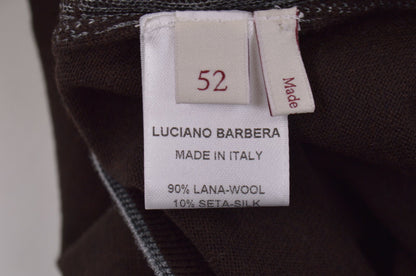 52
Made
LUCIANO BARBERA
MADE IN ITALY
90% LANA-WOOL
10% SETA-SILK